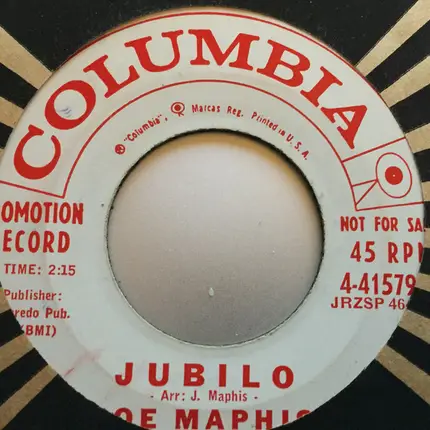 COLUMBIA
"Columbia", Marcas Reg. Printed in U.S.A.
OMOTION
ECORD
TIME: 2:15
Publisher:
redo Pub.
(BMI)
NOT FOR SA
45 RP
4-41579
JRZSP 46
JUBILO
- Arr: J. Maphis -
OE MAPHIS